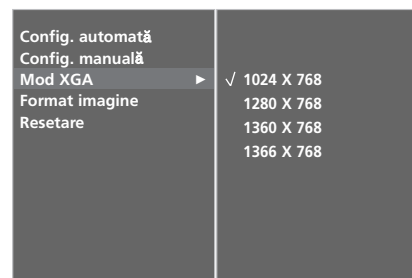 Config. automată
Config. manuală
Mod XGA ►
Format imagine
Resetare
√ 1024 X 768
1280 X 768
1360 X 768
1366 X 768